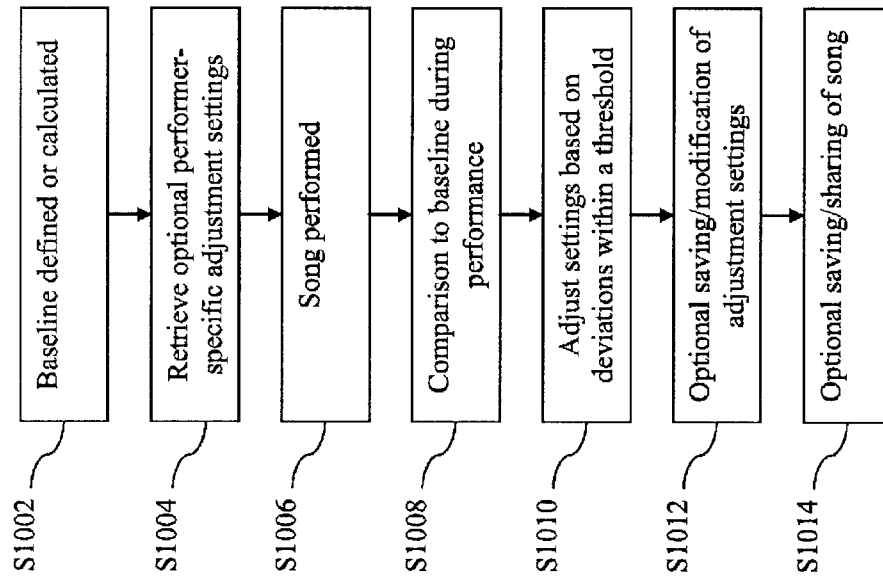 S1002
Baseline defined or calculated
S1004
Retrieve optional performer-
specific adjustment settings
S1006
Song performed
S1008
Comparison to baseline during
performance
S1010
Adjust settings based on
deviations within a threshold
S1012
Optional saving/modification of
adjustment settings
S1014
Optional saving/sharing of song